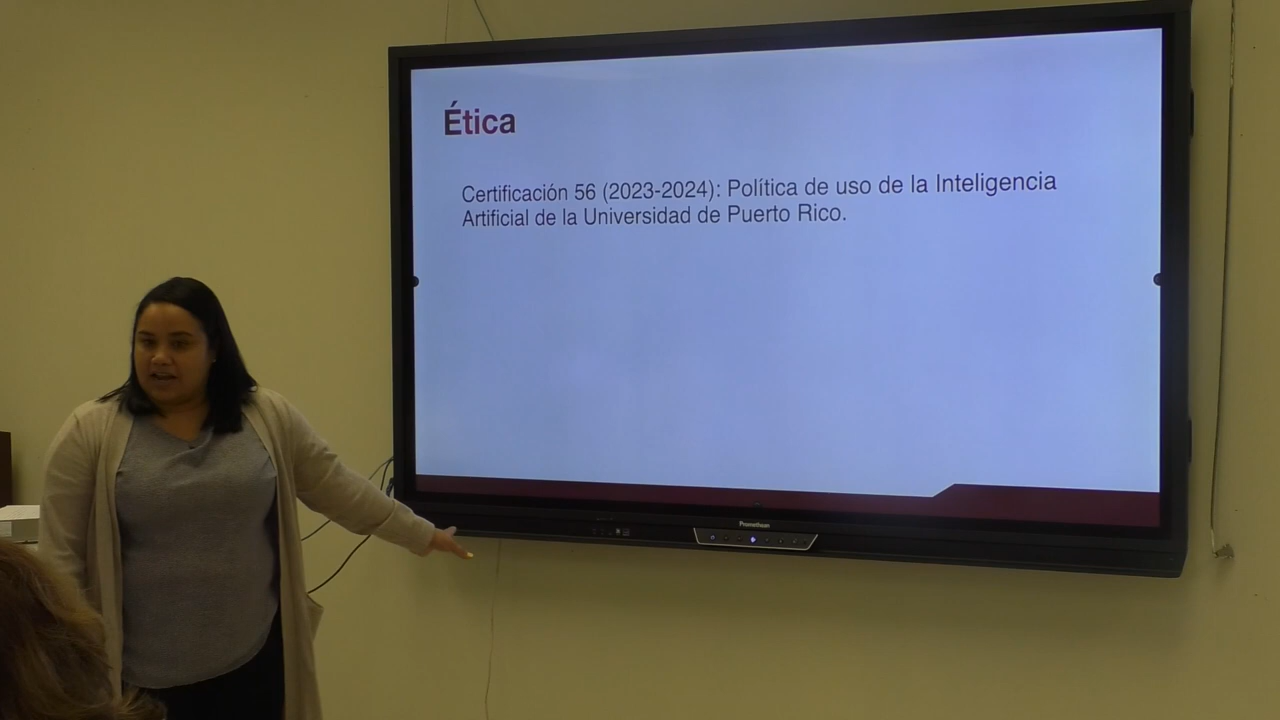 Ética
Certificación 56 (2023-2024): Política de uso de la Inteligencia
Artificial de la Universidad de Puerto Rico.
Promethean